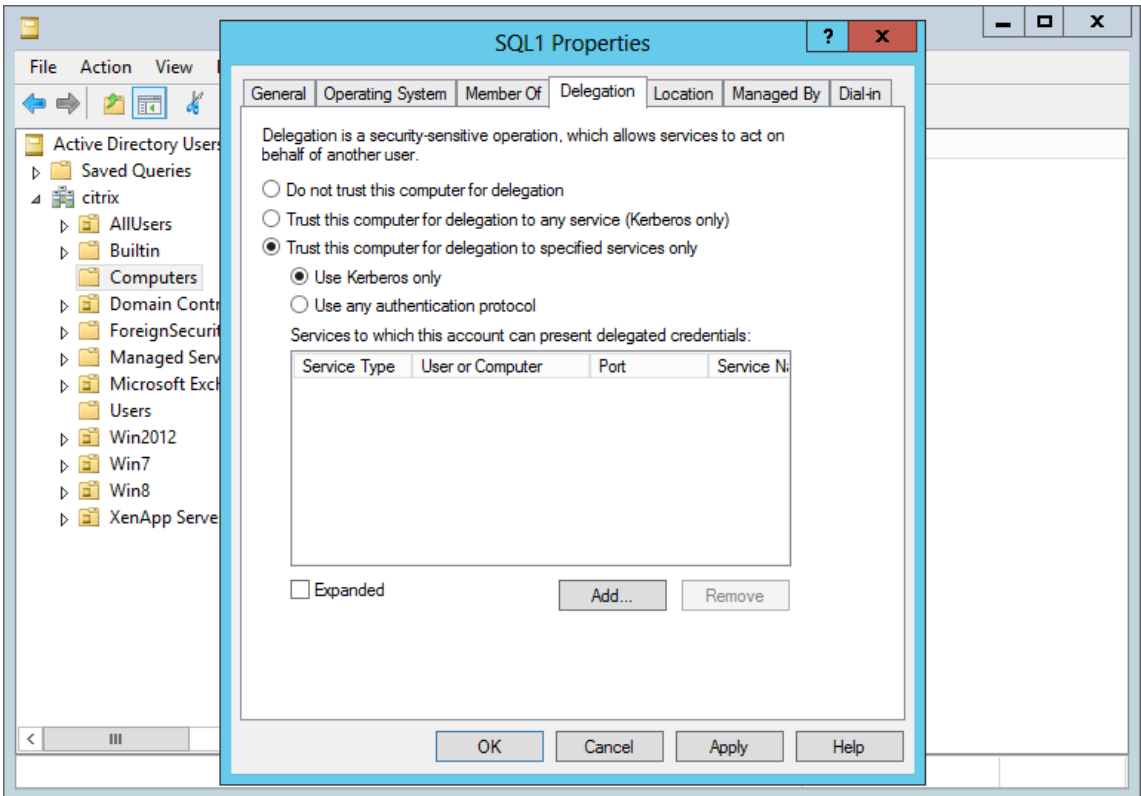 SQL1 Properties
?
x
x
File Action View
Active Directory Users
Saved Queries
citrix
AllUsers
Builtin
Computers
Domain Contr
ForeignSecurit
Managed Serv
Microsoft Exch
Users
Win2012
Win7
Win8
XenApp Serve
General Operating System Member Of Delegation Location Managed By Dial-in
Delegation is a security-sensitive operation, which allows services to act on
behalf of another user.
Do not trust this computer for delegation
Trust this computer for delegation to any service (Kerberos only)
Trust this computer for delegation to specified services only
Use Kerberos only
Use any authentication protocol
Services to which this account can present delegated credentials:
Service Type User or Computer Port Service Na
Expanded
Add... Remove
OK Cancel Apply Help